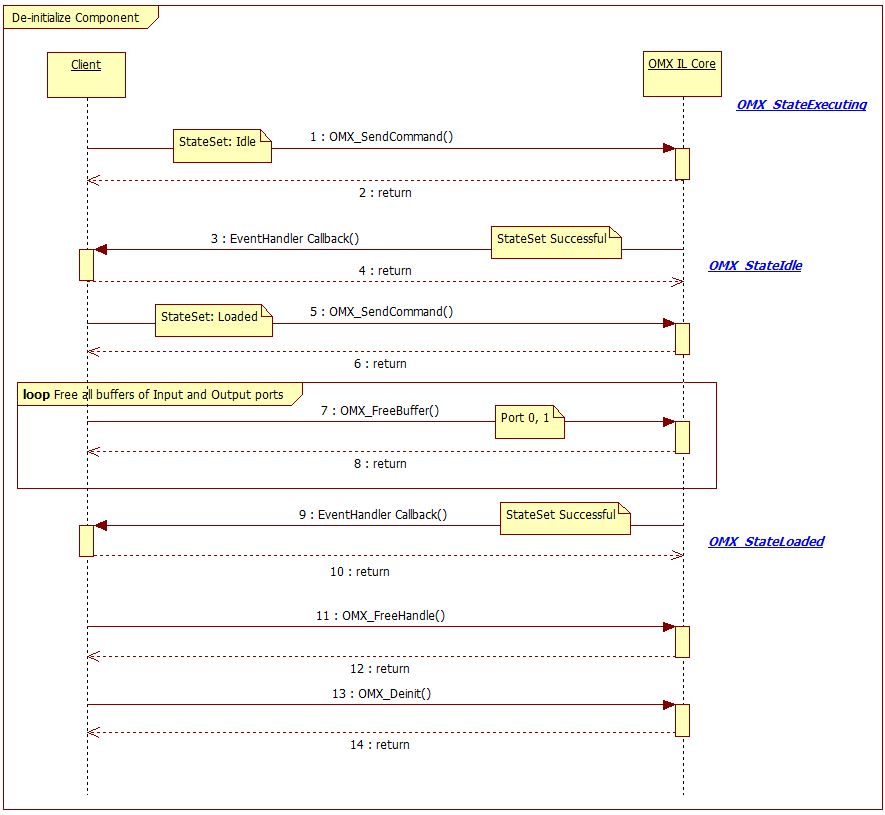 De-initialize Component
Client
OMX IL Core
OMX_StateExecuting
StateSet: Idle
1 : OMX_SendCommand()
2 : return
3 : EventHandler Callback()
StateSet Successful
4 : return
OMX_StateIdle
StateSet: Loaded
5 : OMX_SendCommand()
6 : return
loop Free all buffers of Input and Output ports
7 : OMX_FreeBuffer()
Port 0, 1
8 : return
9 : EventHandler Callback()
StateSet Successful
OMX_StateLoaded
10 : return
11 : OMX_FreeHandle()
12 : return
13 : OMX_Deinit()
14 : return